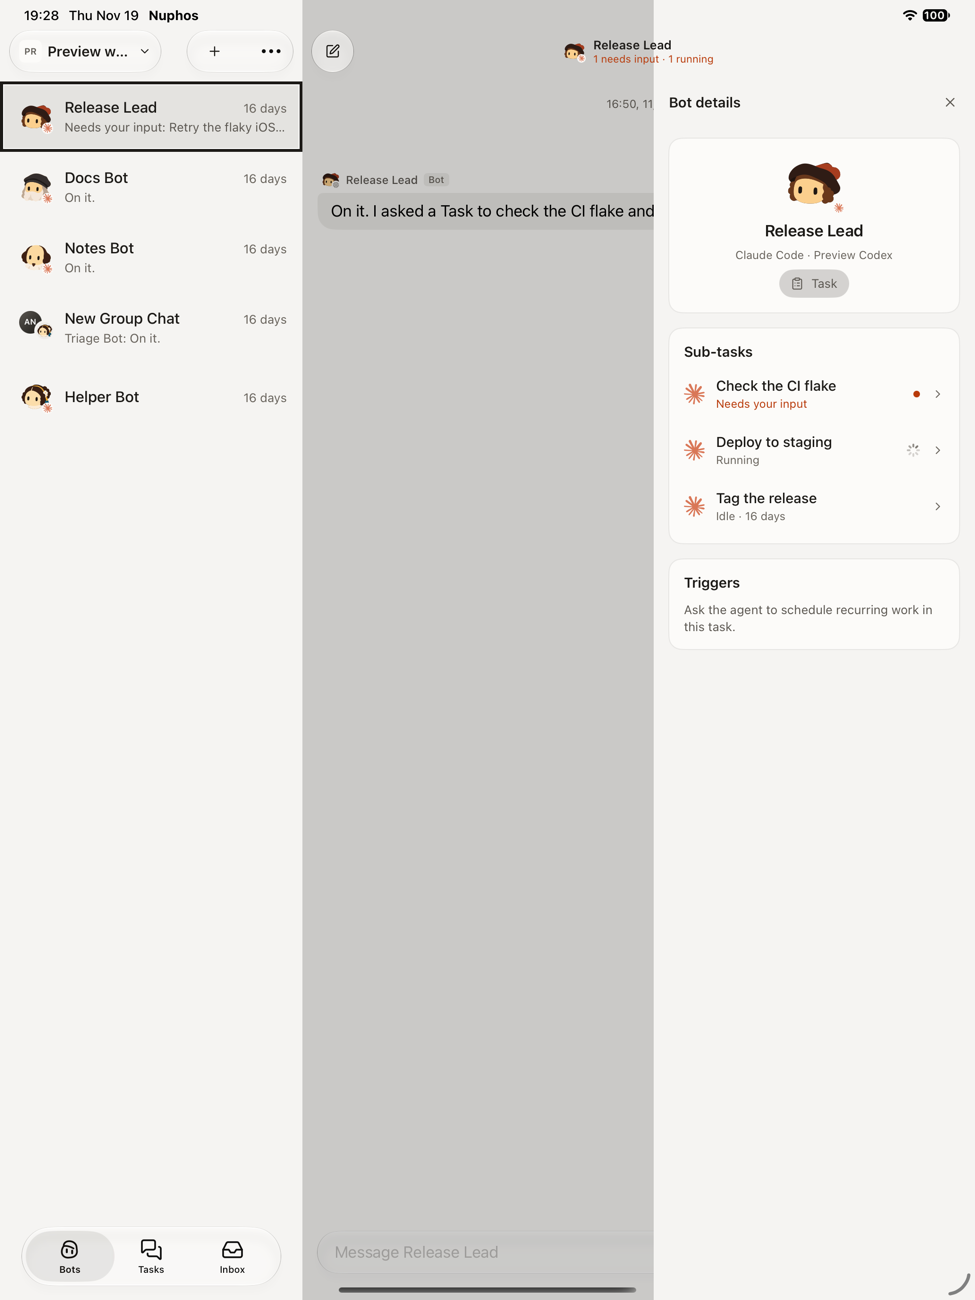 19:28 Thu Nov 19 Nuphos
100
PR Preview w...
Release Lead
1 needs input · 1 running
Release Lead 16 days
Needs your input: Retry the flaky iOS...
Docs Bot 16 days
On it.
Notes Bot 16 days
On it.
AN
New Group Chat 16 days
Triage Bot: On it.
Helper Bot 16 days
Bots
Tasks
Inbox
16:50, 11
Release Lead Bot
On it. I asked a Task to check the CI flake and
Message Release Lead
Bot details
Release Lead
Claude Code · Preview Codex
Task
Sub-tasks
Check the CI flake
Needs your input
Deploy to staging
Running
Tag the release
Idle · 16 days
Triggers
Ask the agent to schedule recurring work in
this task.